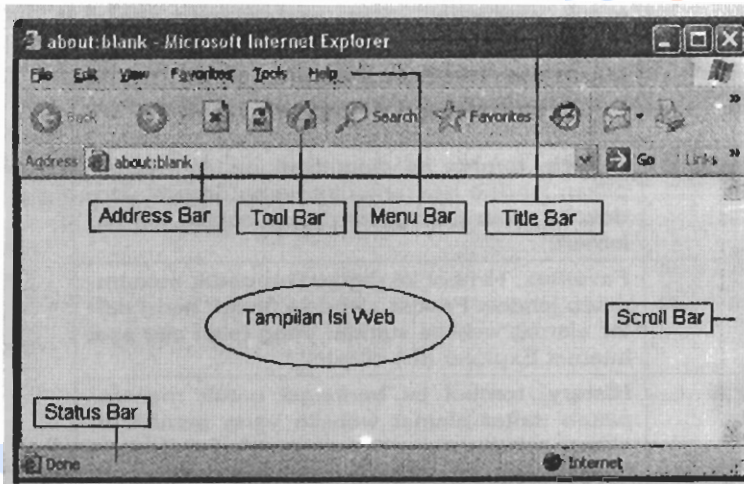 about:blank - Microsoft Internet Explorer
File Edit View Favorites Tools Help
Back Search Favorites
Address about:blank Go Links
Address Bar Tool Bar Menu Bar Title Bar
Tampilan Isi Web
Scroll Bar
Status Bar
Done Internet